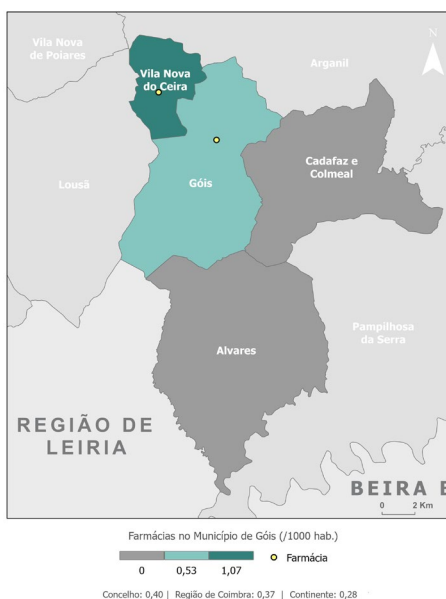 Vila Nova
de Poiares
N
Vila Nova
do Ceira
Arganil
Cadafaz e
Colmeal
Lousã
Góis
Alvares
Pampilhosa
da Serra
REGIÃO DE
LEIRIA
BEIRA
0 2 Km
Farmácias no Município de Góis (/1000 hab.)
0 0,53 1,07 Farmácia
Concelho: 0,40 | Região de Coimbra: 0,37 | Continente: 0,28